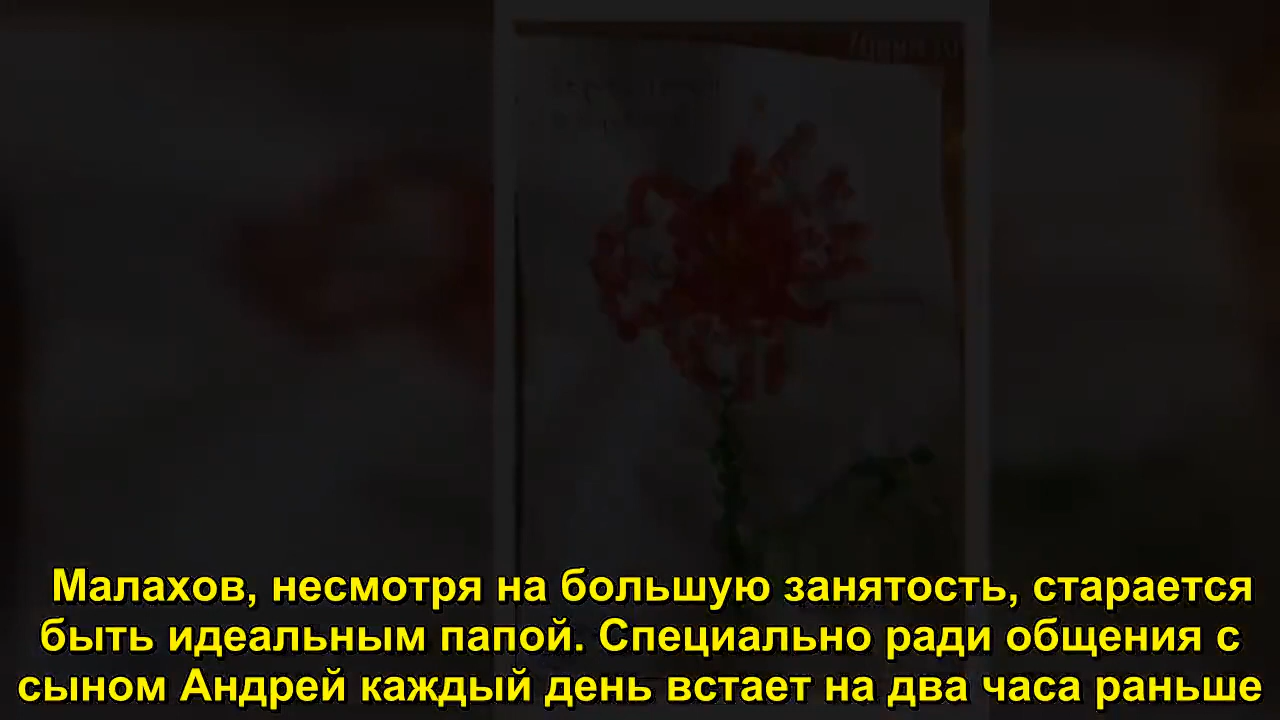 Малахов, несмотря на большую занятость, старается
быть идеальным папой. Специально ради общения с
сыном Андрей каждый день встает на два часа раньше